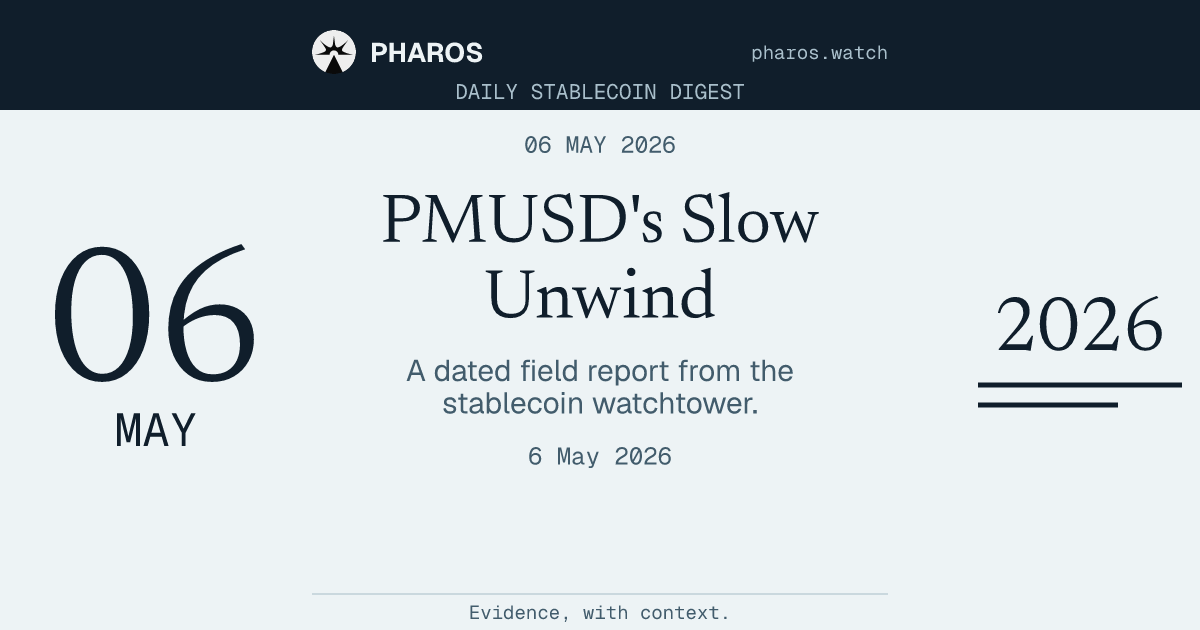 PHAROS
pharos.watch
DAILY STABLECOIN DIGEST
06 MAY 2026
PMUSD's Slow
Unwind
A dated field report from the
stablecoin watchtower.
6 May 2026
06
MAY
2026
Evidence, with context.